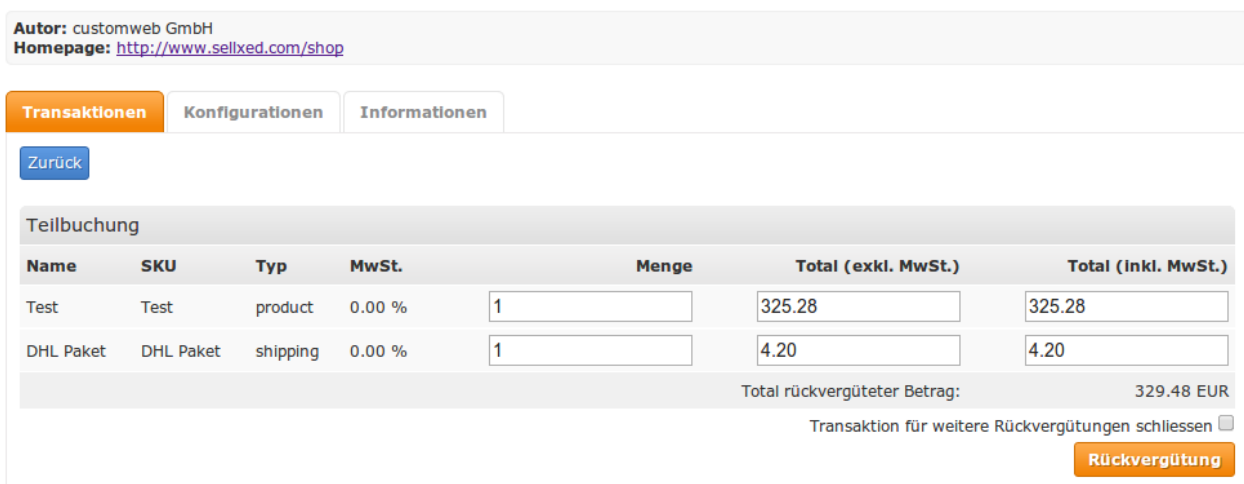 Autor: customweb GmbH
Homepage: http://www.sellxed.com/shop
Transaktionen Konfigurationen Informationen
Zurück
Teilbuchung
Name SKU Typ MwSt. Menge Total (exkl. MwSt.) Total (inkl. MwSt.)
Test Test product 0.00 % 1 325.28 325.28
DHL Paket DHL Paket shipping 0.00 % 1 4.20 4.20
Total rückvergüteter Betrag: 329.48 EUR
Transaktion für weitere Rückvergütungen schliessen
Rückvergütung